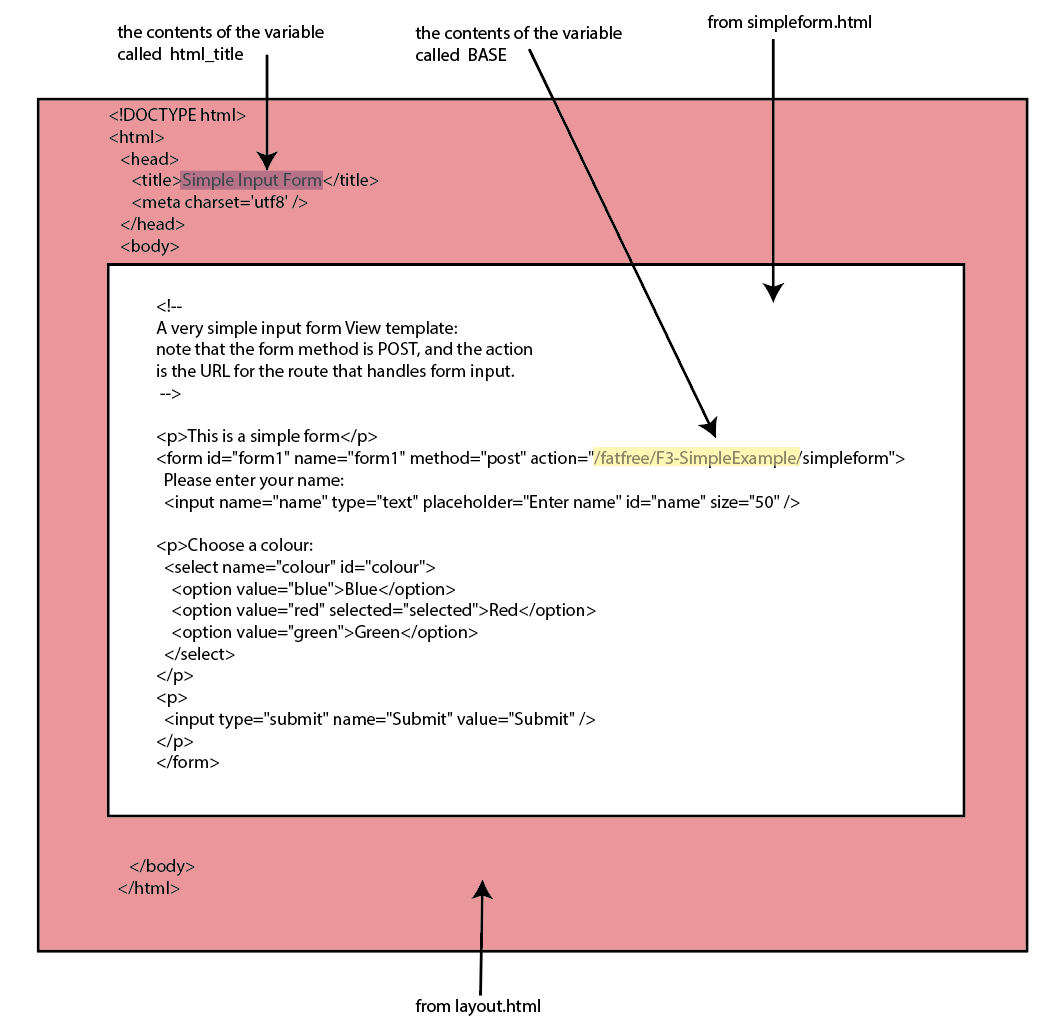 the contents of the variable
called html_title
the contents of the variable
called BASE
from simpleform.html
<!DOCTYPE html>
<html>
<head>
<title>Simple Input Form</title>
<meta charset='utf8' />
</head>
<body>
<!--
A very simple input form View template:
note that the form method is POST, and the action
is the URL for the route that handles form input.
-->
<p>This is a simple form</p>
<form id="form1" name="form1" method="post" action="/fatfree/F3-SimpleExample/simpleform">
Please enter your name:
<input name="name" type="text" placeholder="Enter name" id="name" size="50" />
<p>Choose a colour:
<select name="colour" id="colour">
<option value="blue">Blue</option>
<option value="red" selected="selected">Red</option>
<option value="green">Green</option>
</select>
</p>
<p>
<input type="submit" name="Submit" value="Submit" />
</p>
</form>
</body>
</html>
from layout.html